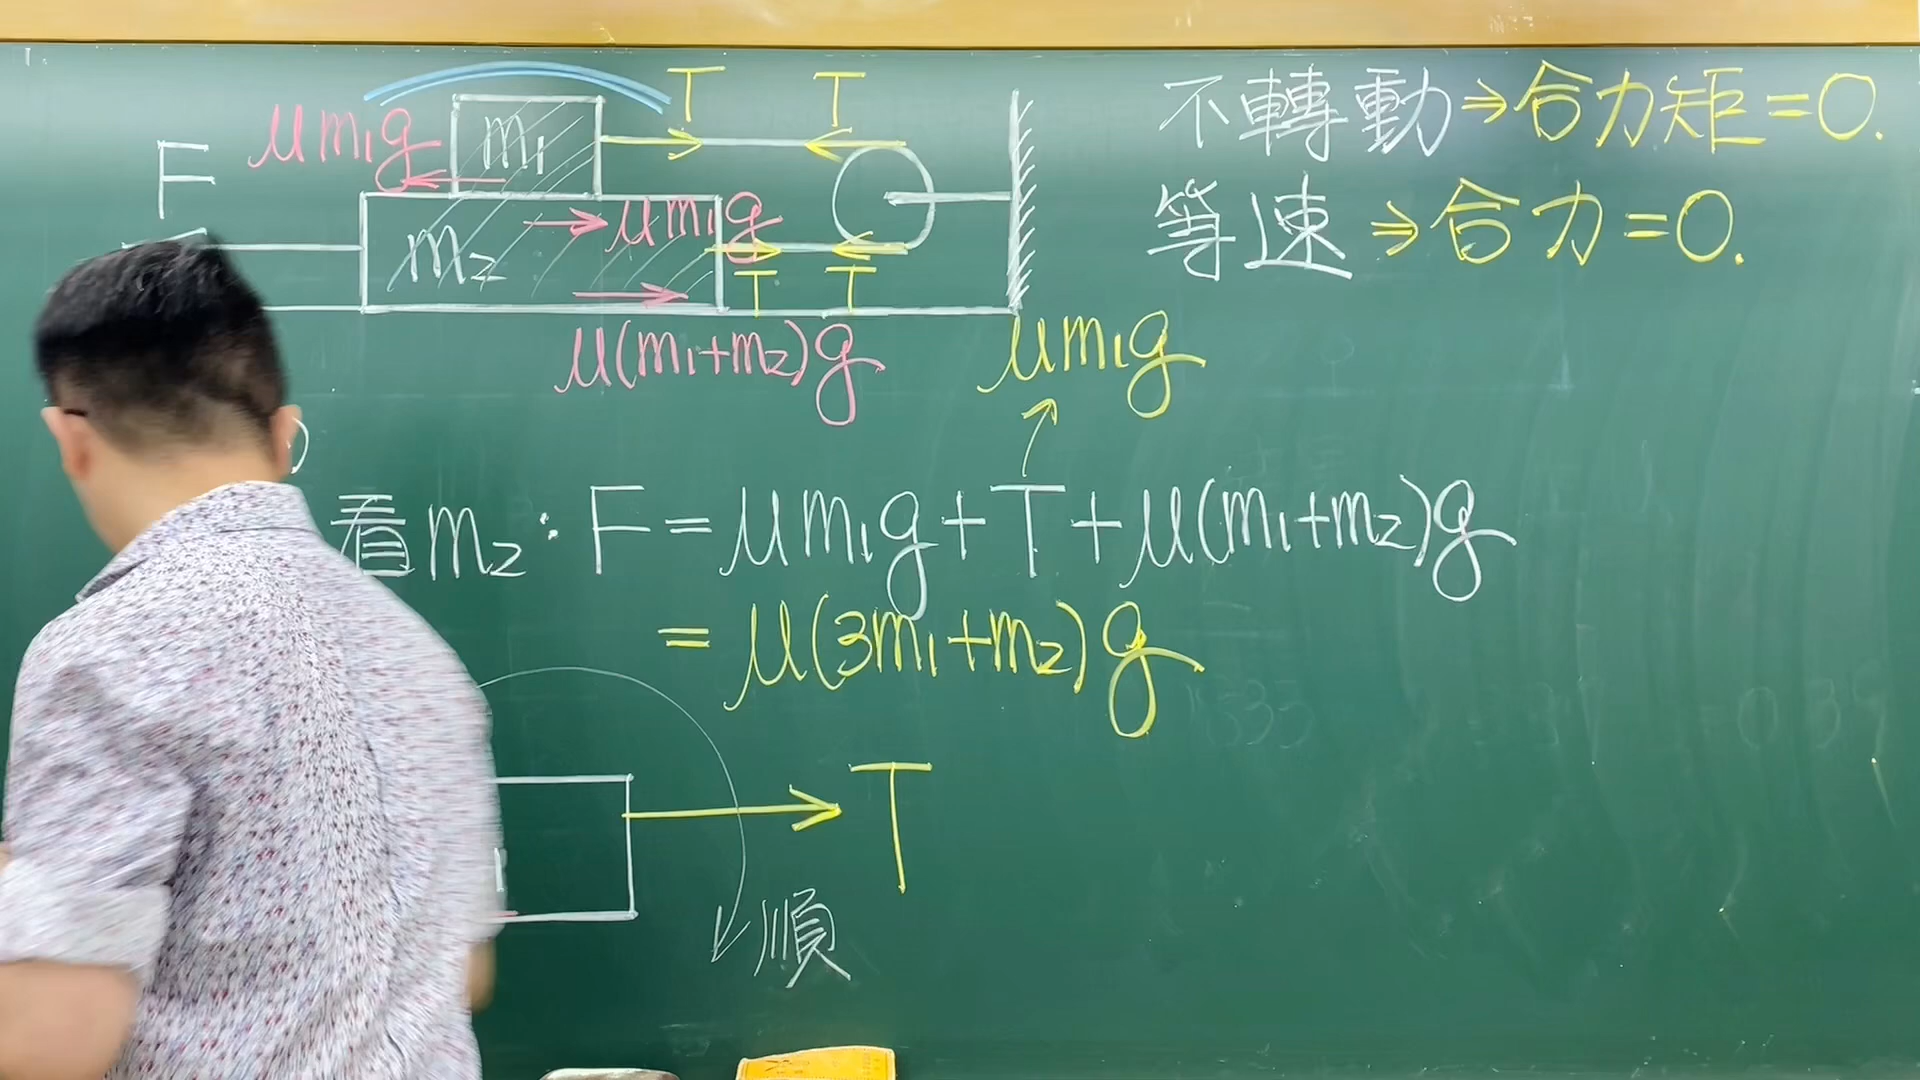 T T
μm₁g m₁
F
m₂ μm₁g
T T
μ(m₁+m₂)g
不轉動⇒合力矩=0.
等速⇒合力=0.
μm₁g
看m₂:F=μm₁g+T+μ(m₁+m₂)g
=μ(3m₁+m₂)g
T
順